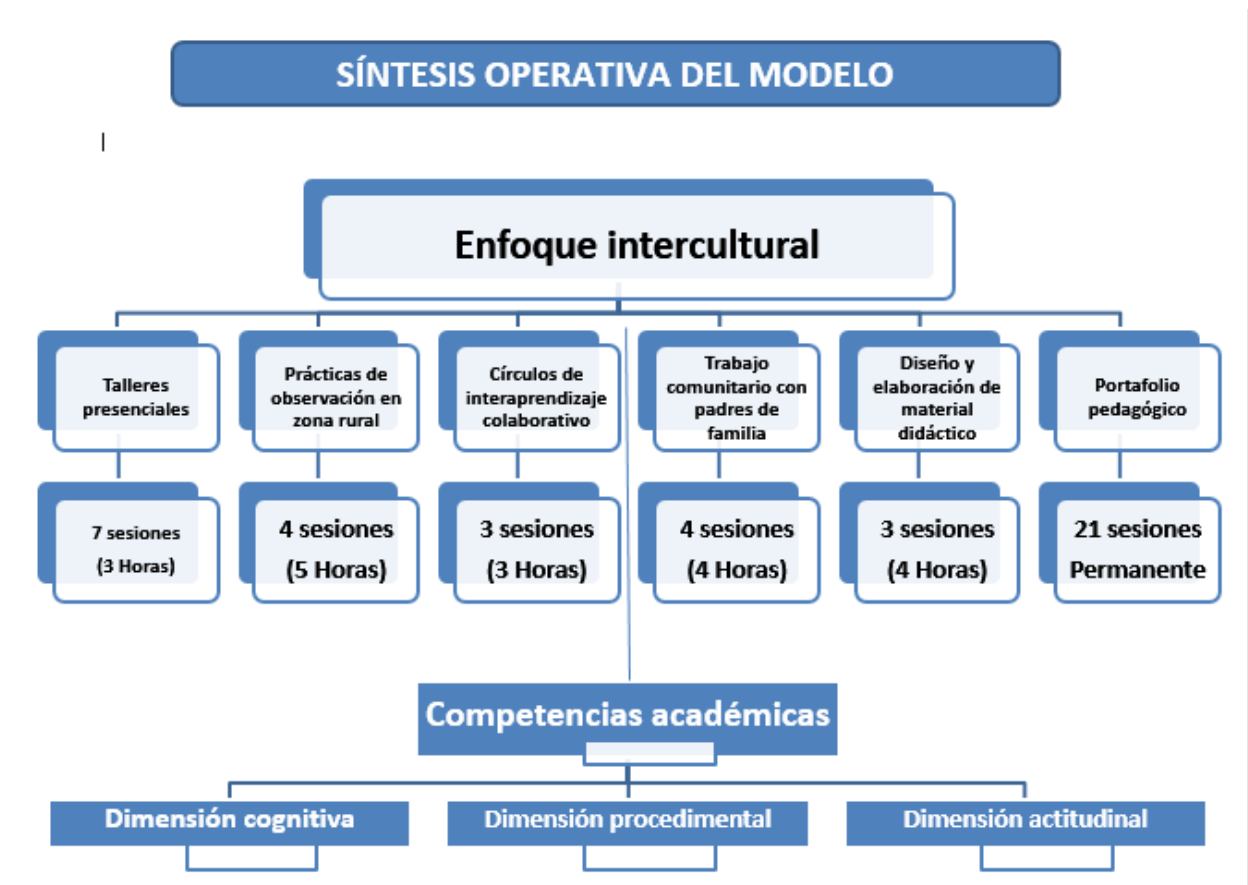 SÍNTESIS OPERATIVA DEL MODELO
Enfoque intercultural
Talleres
presenciales
Prácticas de
observación en
zona rural
Círculos de
interaprendizaje
colaborativo
Trabajo
comunitario con
padres de
familia
Diseño y
elaboración de
material
didáctico
Portafolio
pedagógico
7 sesiones
(3 Horas)
4 sesiones
(5 Horas)
3 sesiones
(3 Horas)
4 sesiones
(4 Horas)
3 sesiones
(4 Horas)
21 sesiones
Permanente
Competencias académicas
Dimensión cognitiva
Dimensión procedimental
Dimensión actitudinal